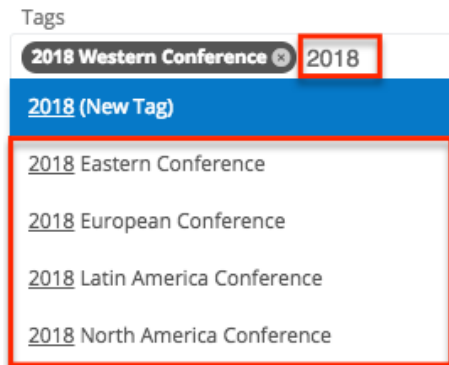 Tags
2018 Western Conference 2018
2018 (New Tag)
2018 Eastern Conference
2018 European Conference
2018 Latin America Conference
2018 North America Conference